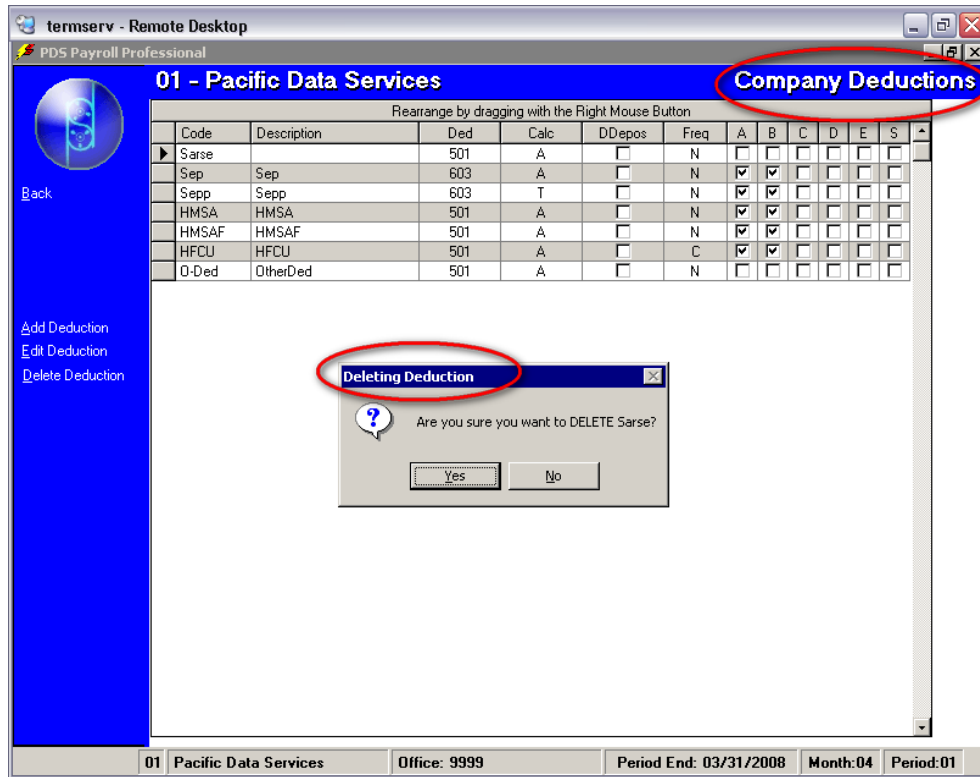 termserv - Remote Desktop
PDS Payroll Professional
01 - Pacific Data Services Company Deductions
Rearrange by dragging with the Right Mouse Button
Code Description Ded Calc DDepos Freq A B C D E S
Sarse 501 A N
Sep Sep 603 A N
Sepp Sepp 603 T N
HMSA HMSA 501 A N
HMSAF HMSAF 501 A N
HFCU HFCU 501 A C
O-Ded OtherDed 501 A N
Back
Add Deduction
Edit Deduction
Delete Deduction
Deleting Deduction
Are you sure you want to DELETE Sarse?
Yes No
01 Pacific Data Services Office: 9999 Period End: 03/31/2008 Month:04 Period:01